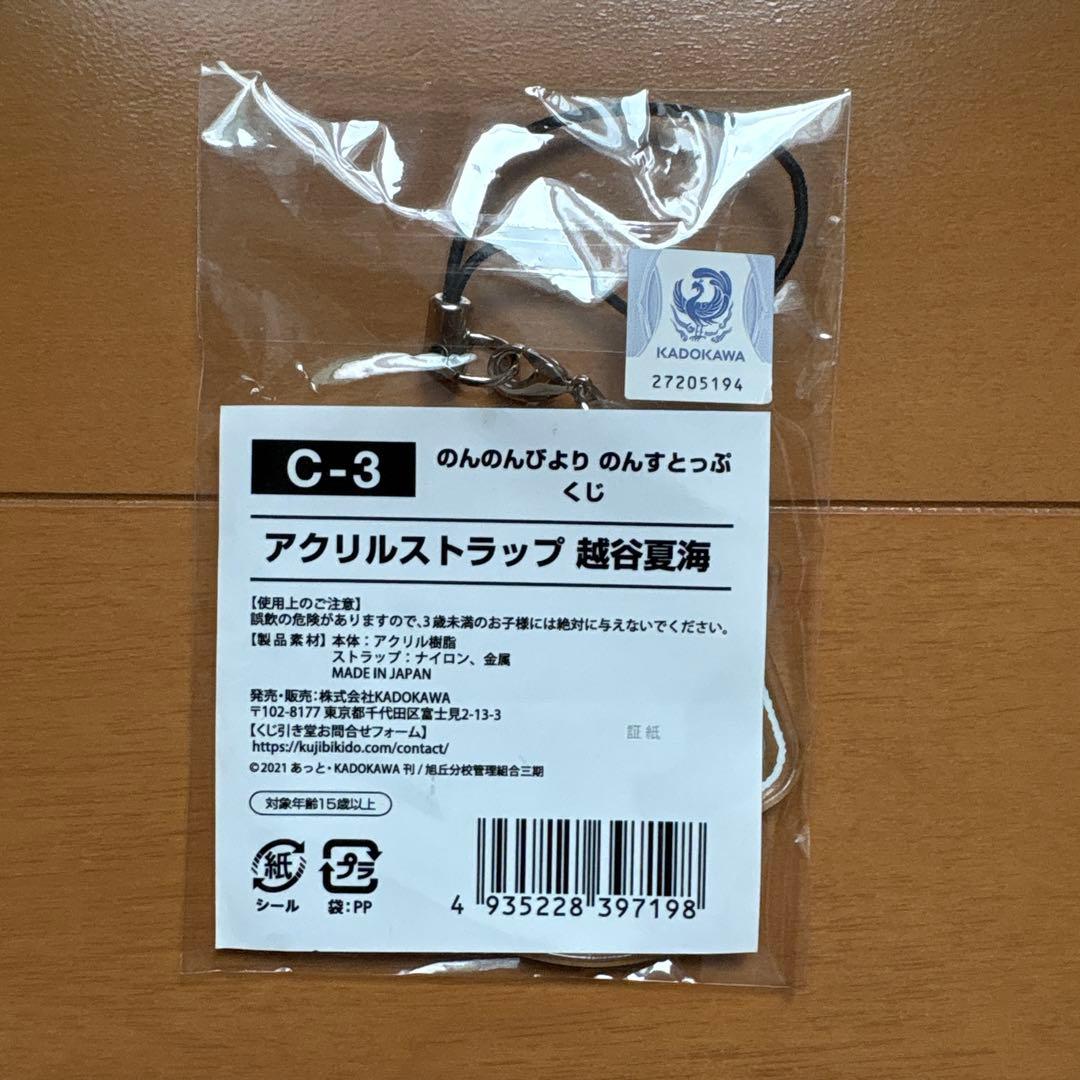 KADOKAWA
27205194
C-3
のんのんびより のんすとっぷ
くじ
アクリルストラップ 越谷夏海
【使用上のご注意】
誤飲の危険がありますので、3歳未満のお子様には絶対に与えないでください。
【製品素材】本体：アクリル樹脂
ストラップ：ナイロン、金属
MADE IN JAPAN
発売・販売：株式会社KADOKAWA
〒102-8177 東京都千代田区富士見2-13-3
【くじ引き堂お問合せフォーム】
https://kujibikido.com/contact/
©2021 あっと・KADOKAWA 刊 / 旭丘分校管理組合三期
証紙
対象年齢15歳以上
紙
シール
プラ
袋：PP
4 935228 397198